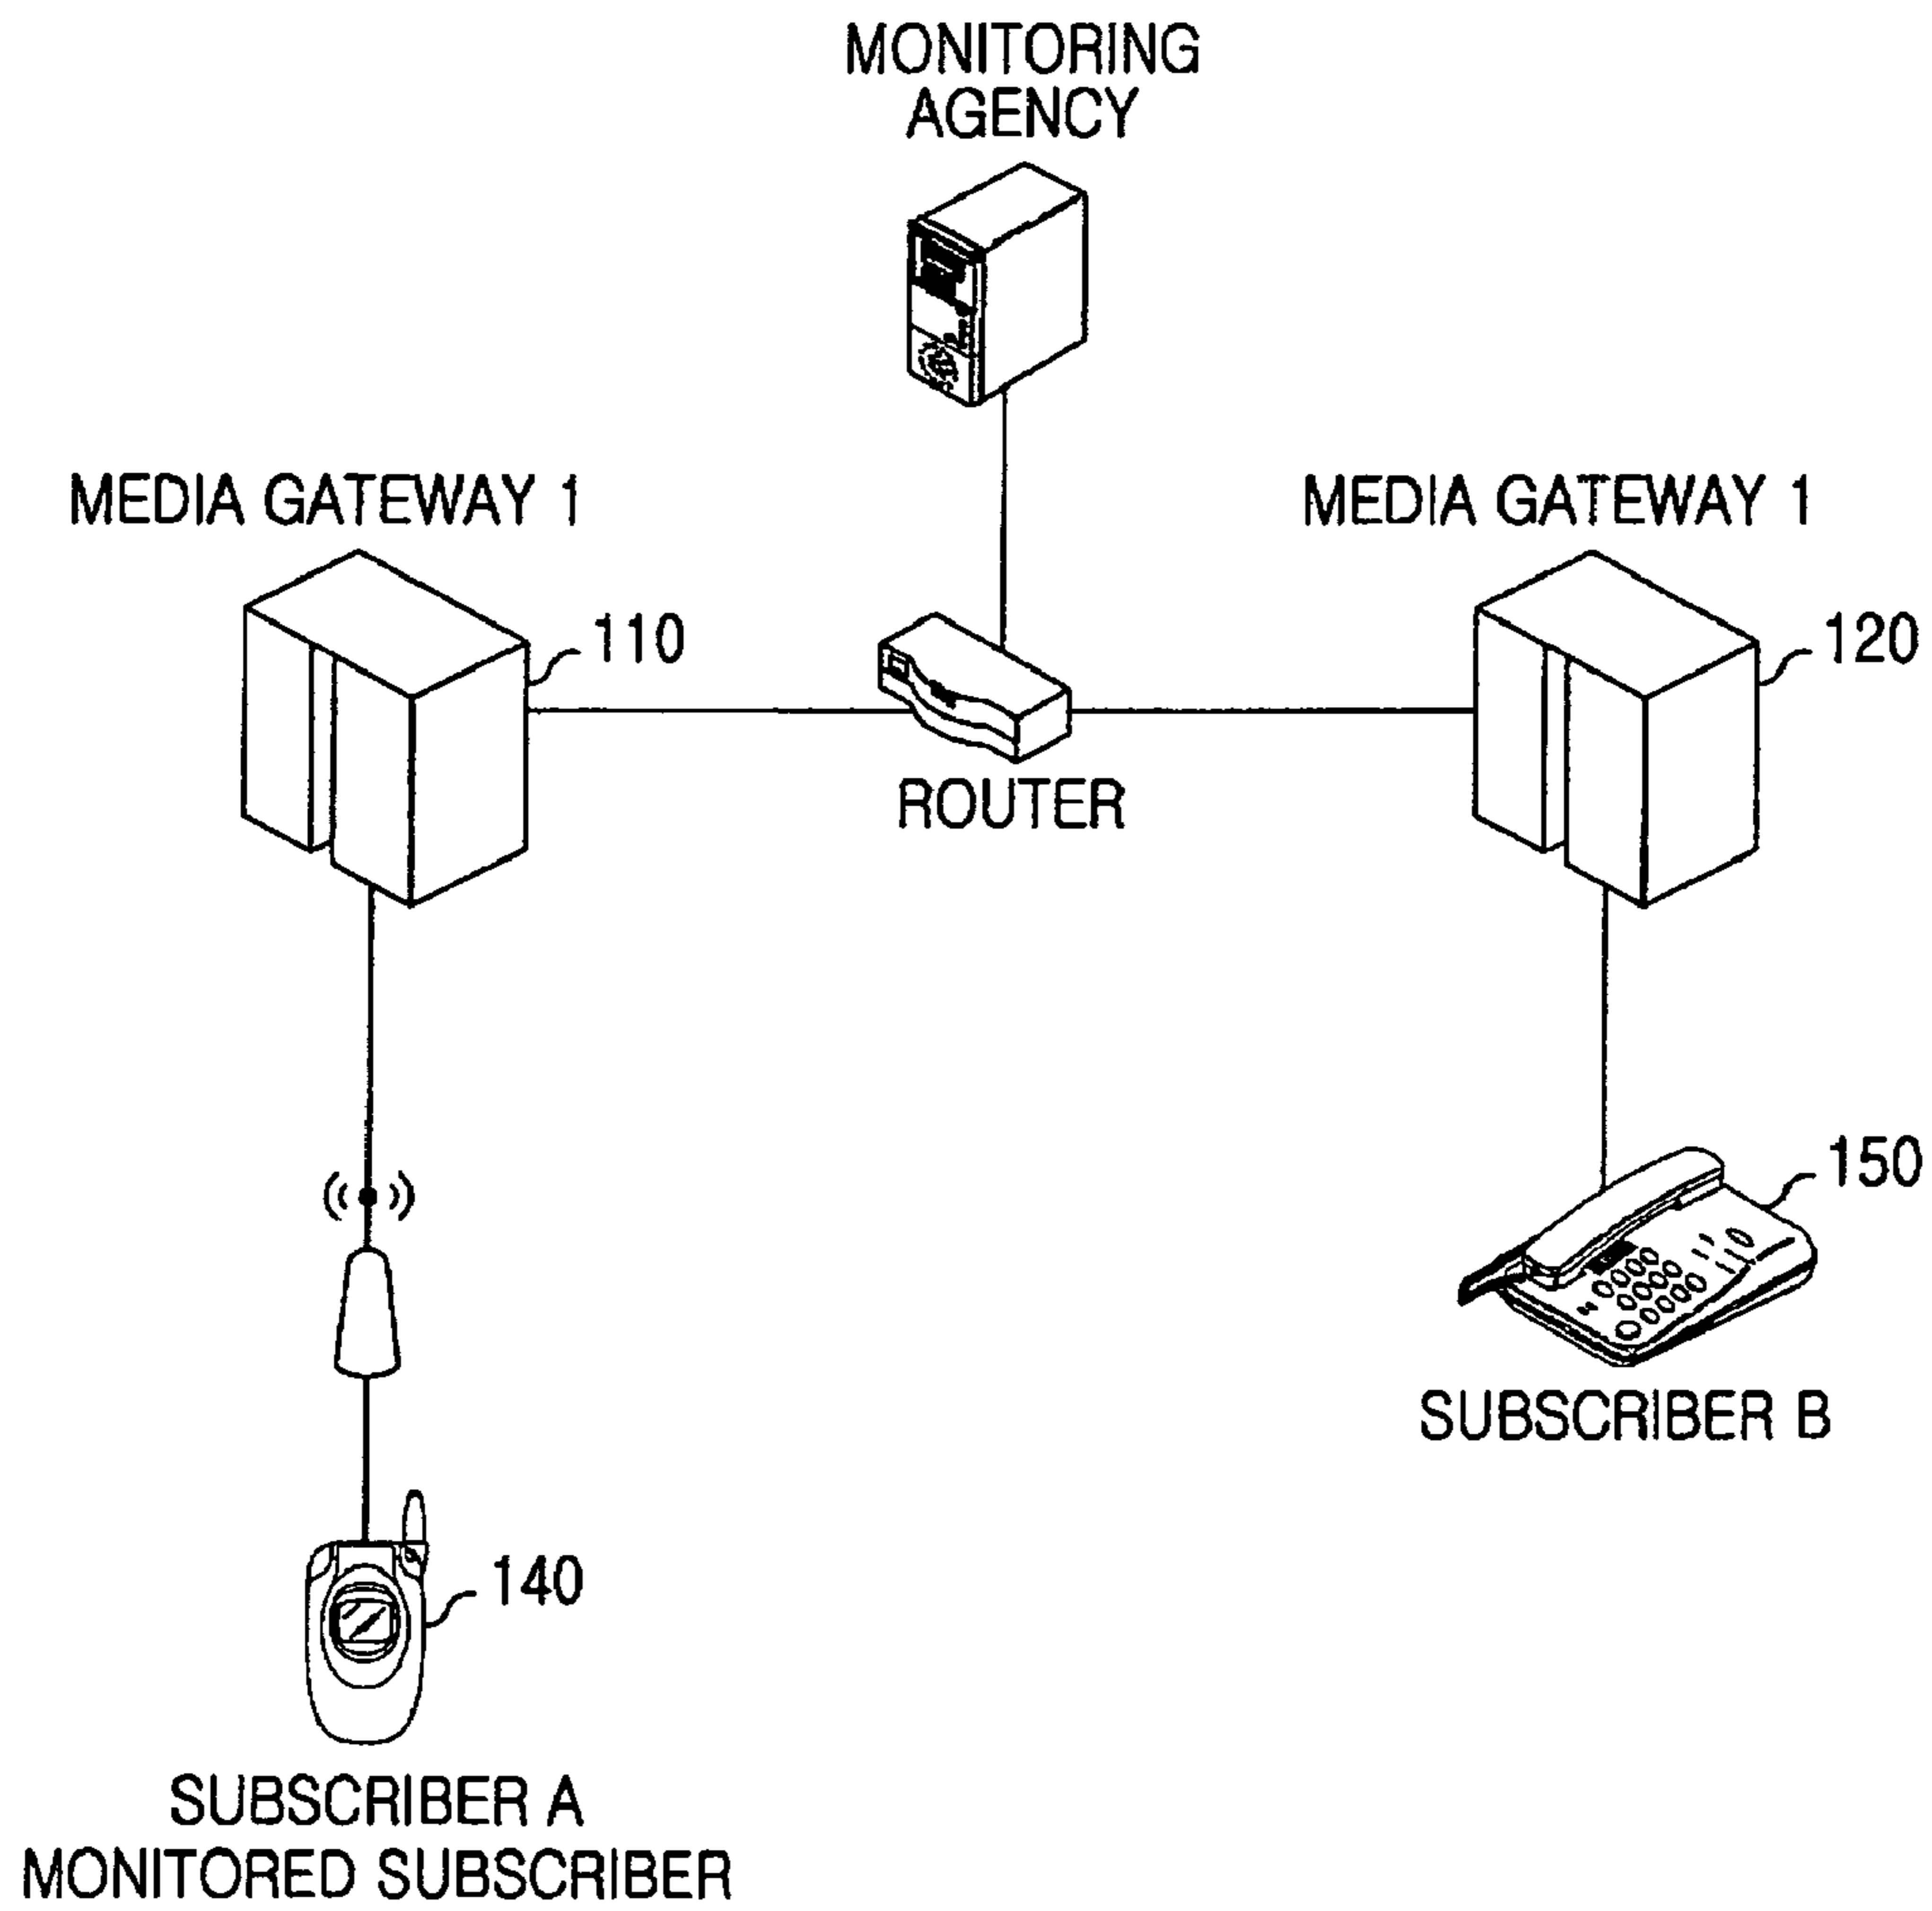 MONITORING
AGENCY
MEDIA GATEWAY 1
MEDIA GATEWAY 1
110
120
ROUTER
150
SUBSCRIBER B
140
SUBSCRIBER A
MONITORED SUBSCRIBER